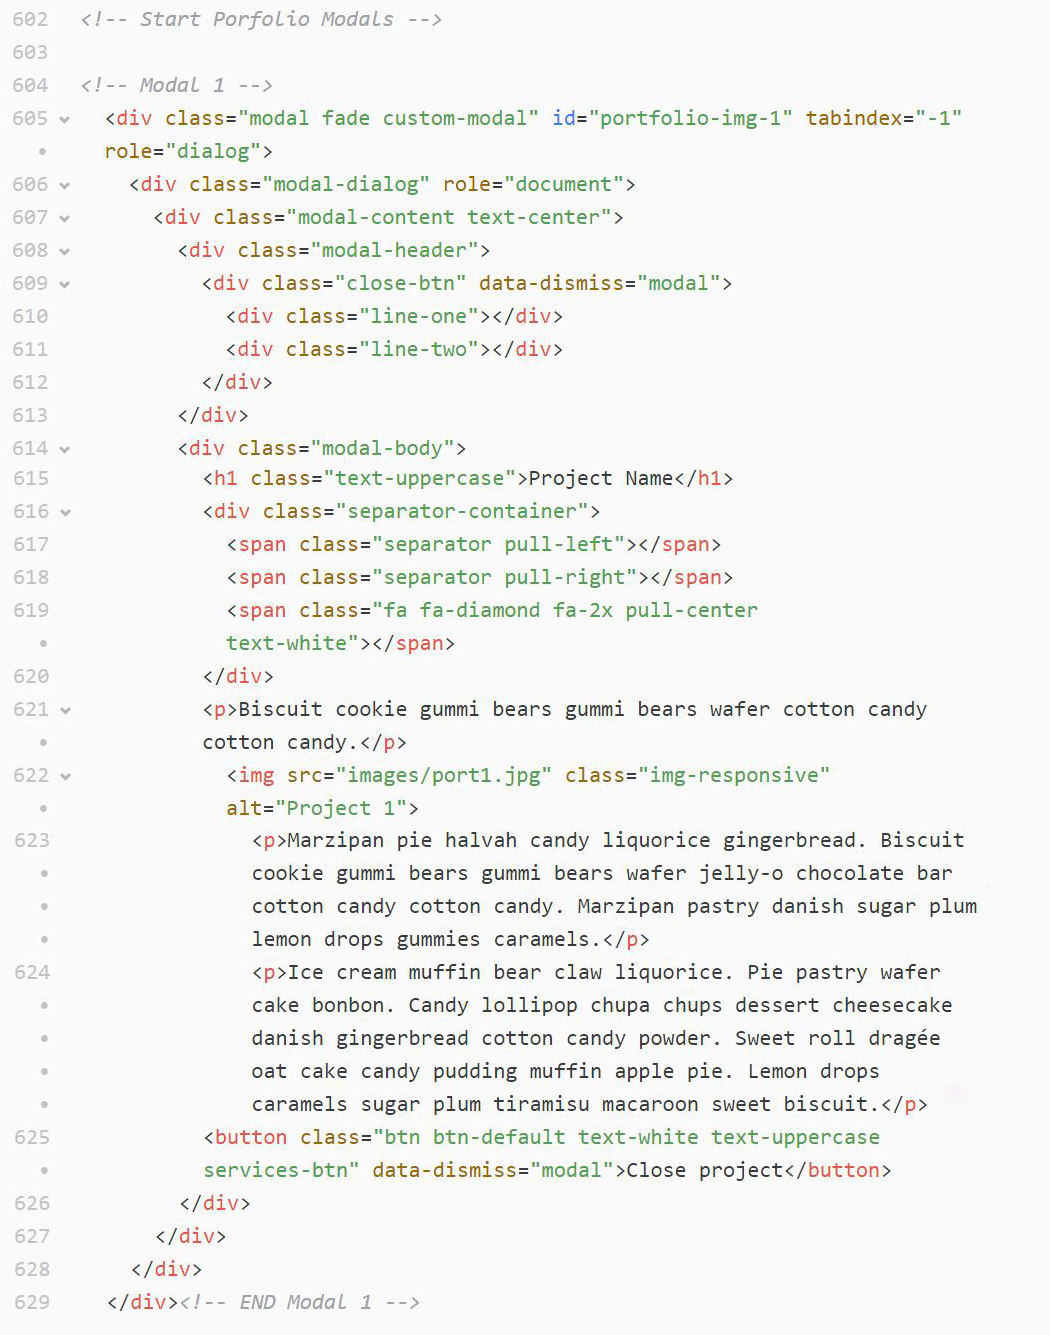 602 <!-- Start Porfolio Modals -->
603
604 <!-- Modal 1 -->
605 <div class="modal fade custom-modal" id="portfolio-img-1" tabindex="-1"
• role="dialog">
606 <div class="modal-dialog" role="document">
607 <div class="modal-content text-center">
608 <div class="modal-header">
609 <div class="close-btn" data-dismiss="modal">
610 <div class="line-one"></div>
611 <div class="line-two"></div>
612 </div>
613 </div>
614 <div class="modal-body">
615 <h1 class="text-uppercase">Project Name</h1>
616 <div class="separator-container">
617 <span class="separator pull-left"></span>
618 <span class="separator pull-right"></span>
619 <span class="fa fa-diamond fa-2x pull-center
• text-white"></span>
620 </div>
621 <p>Biscuit cookie gummi bears gummi bears wafer cotton candy
• cotton candy.</p>
622 <img src="images/port1.jpg" class="img-responsive"
• alt="Project 1">
623 <p>Marzipan pie halvah candy liquorice gingerbread. Biscuit
• cookie gummi bears gummi bears wafer jelly-o chocolate bar
• cotton candy cotton candy. Marzipan pastry danish sugar plum
• lemon drops gummies caramels.</p>
624 <p>Ice cream muffin bear claw liquorice. Pie pastry wafer
• cake bonbon. Candy lollipop chupa chups dessert cheesecake
• danish gingerbread cotton candy powder. Sweet roll dragée
• oat cake candy pudding muffin apple pie. Lemon drops
• caramels sugar plum tiramisu macaroon sweet biscuit.</p>
625 <button class="btn btn-default text-white text-uppercase
• services-btn" data-dismiss="modal">Close project</button>
626 </div>
627 </div>
628 </div>
629 </div><!-- END Modal 1 -->